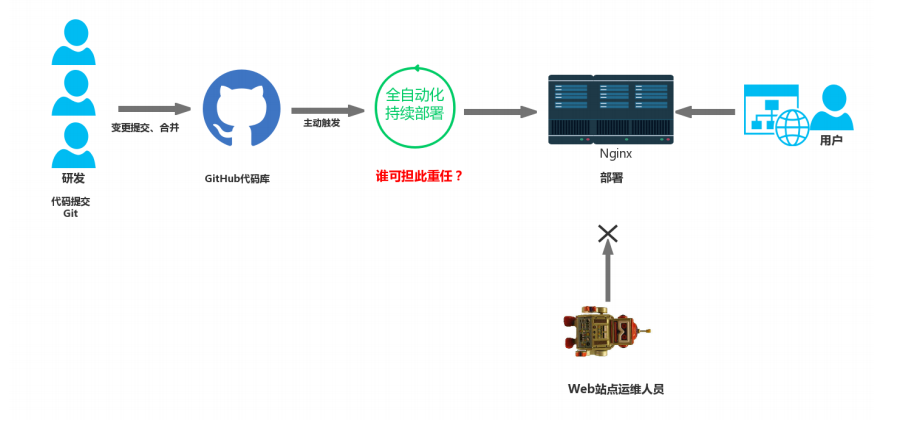 研发
代码提交
Git
变更提交、合并
GitHub代码库
主动触发
全自动化
持续部署
谁可担此重任？
Nginx
部署
用户
Web站点运维人员